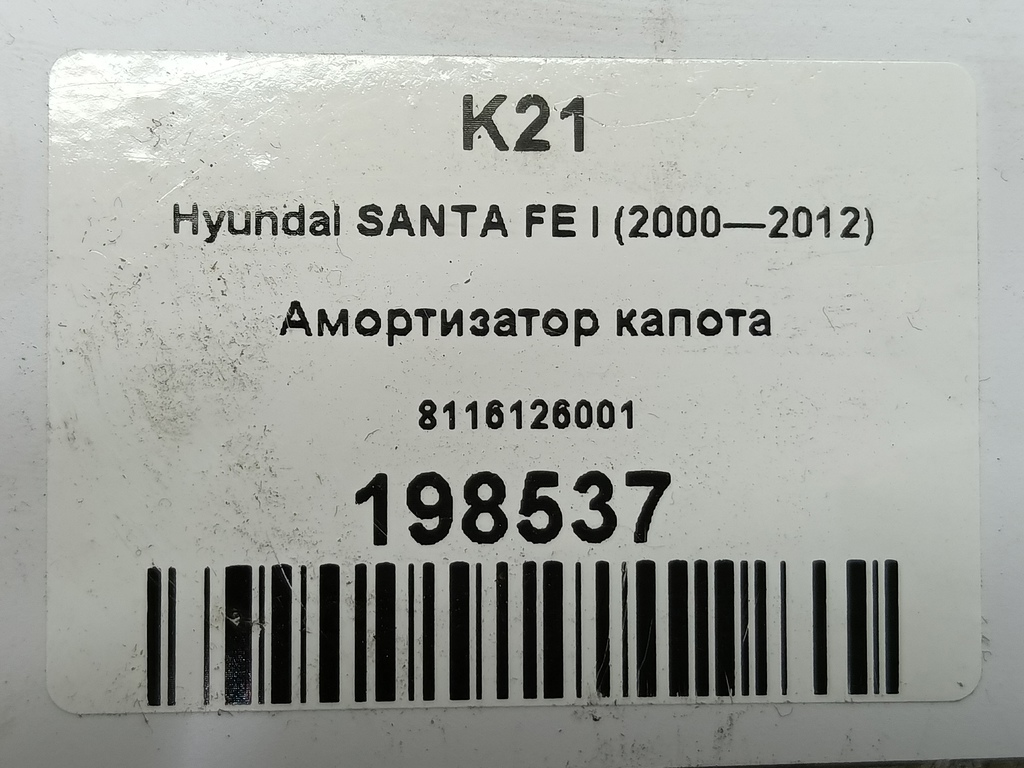 K21
Hyundai SANTA FE I (2000—2012)
Амортизатор капота
8116126001
198537